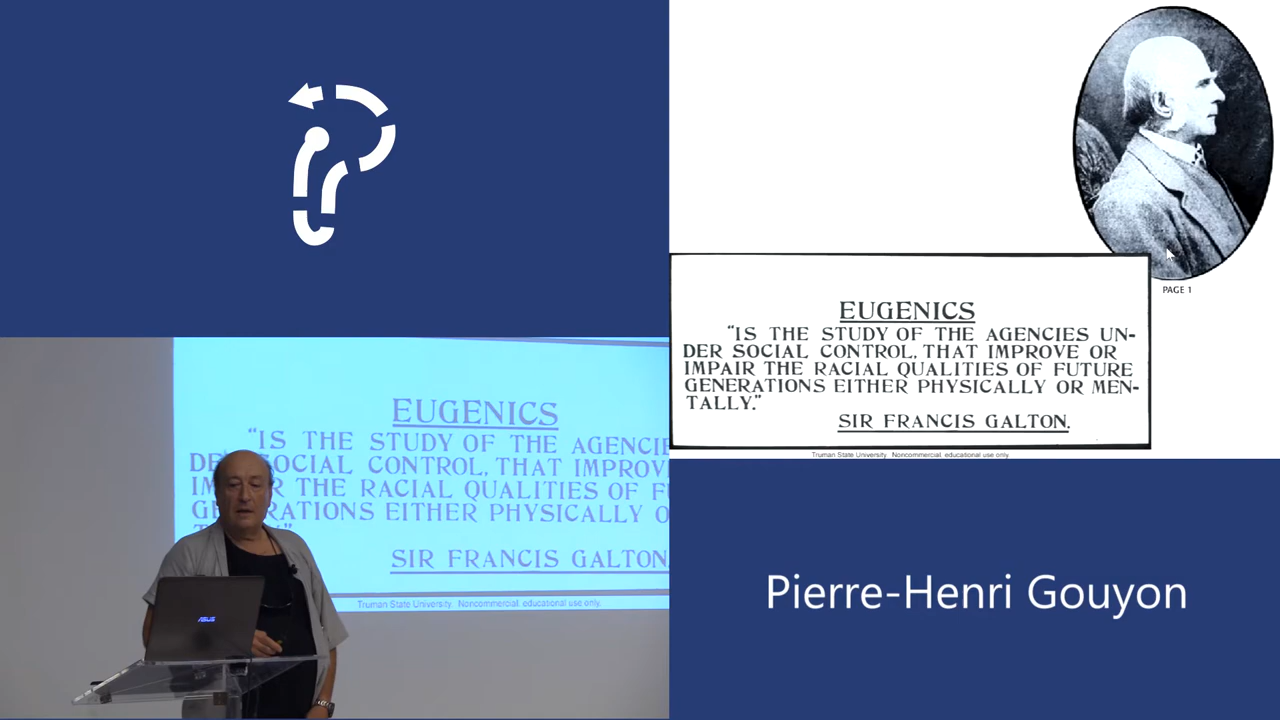 PAGE 1
EUGENICS
“IS THE STUDY OF THE AGENCIES UN-
DER SOCIAL CONTROL, THAT IMPROVE OR
IMPAIR THE RACIAL QUALITIES OF FUTURE
GENERATIONS EITHER PHYSICALLY OR MEN-
TALLY.”
SIR FRANCIS GALTON.
Truman State University Noncommercial, educational use only.
EUGENICS
“IS THE STUDY OF THE AGENCIE
SOCIAL CONTROL, THAT IMPROV
THE RACIAL QUALITIES OF FU
EITHER PHYSICALLY O
SIR FRANCIS GALTON.
Truman State University Noncommercial, educational use only.
ASUS
Pierre-Henri Gouyon